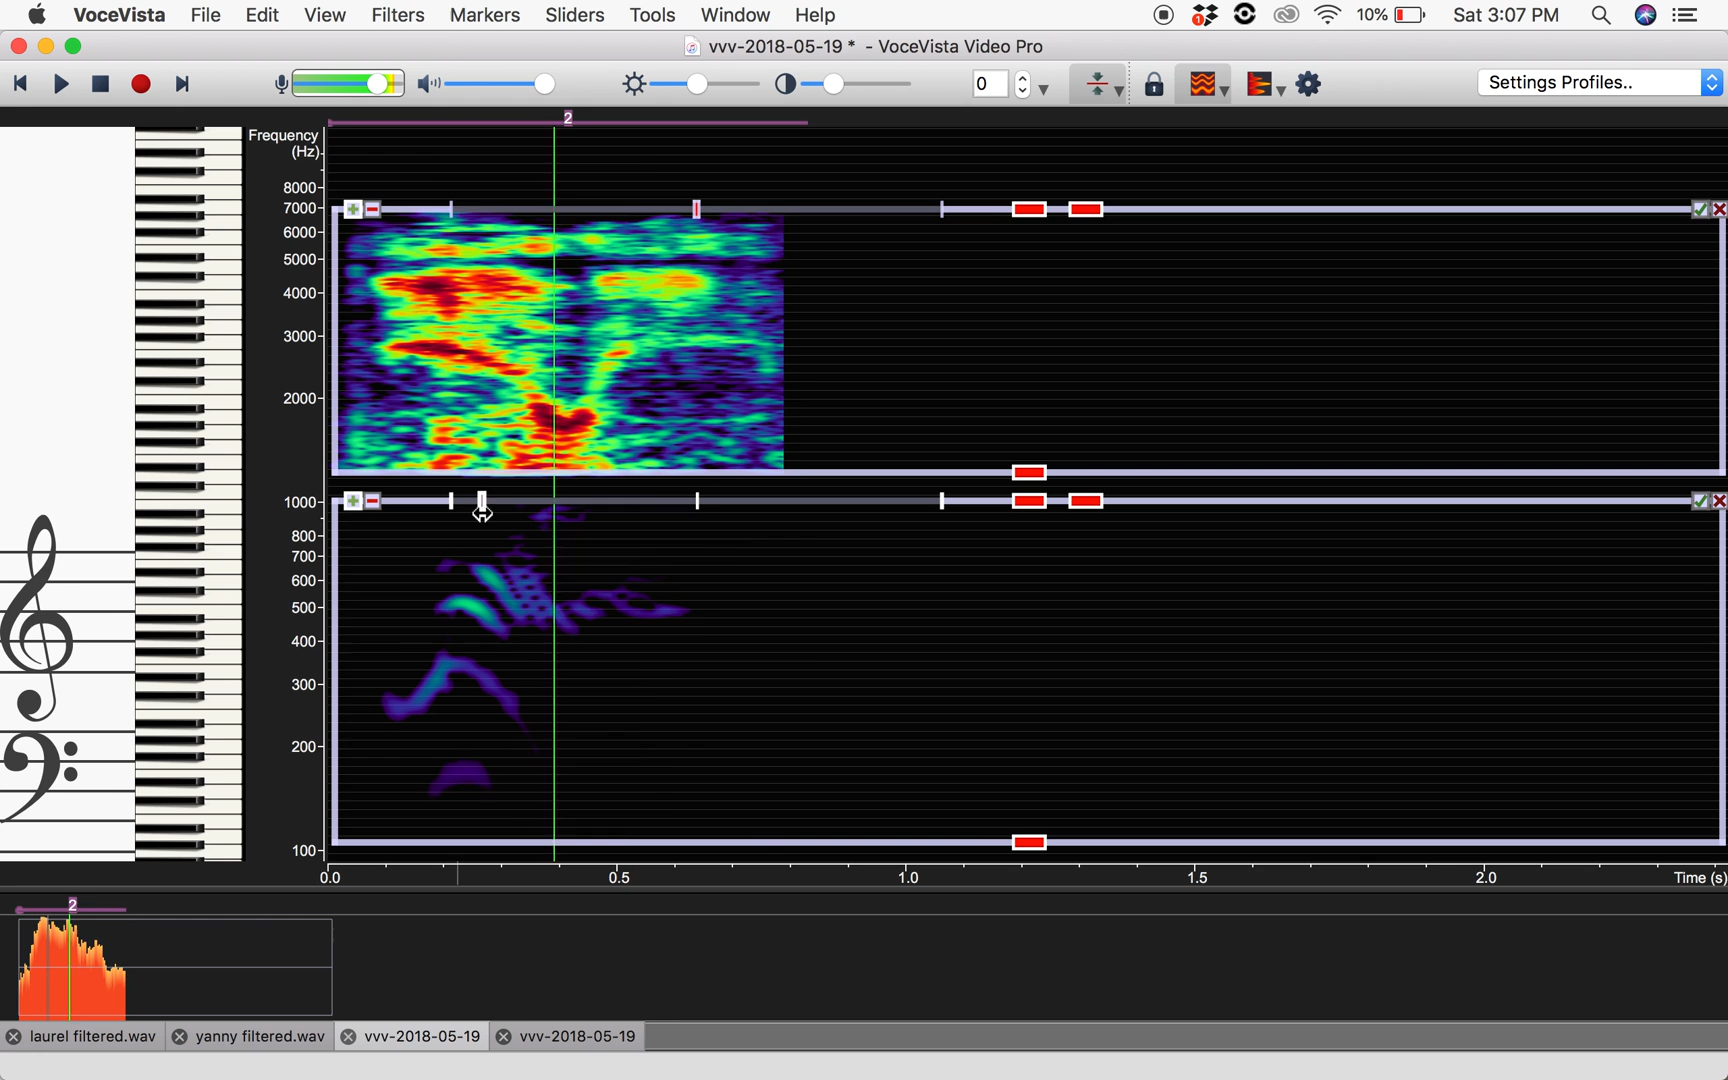 VoceVista File Edit View Filters Markers Sliders Tools Window Help 1 10% Sat 3:07 PM
vvv-2018-05-19 * - VoceVista Video Pro
0 Settings Profiles..
2
Frequency
(Hz)
8000
7000
6000
5000
4000
3000
2000
1000
800
700
600
500
400
300
200
100
0.0 0.5 1.0 1.5 2.0 Time (s)
2
laurel filtered.wav yanny filtered.wav vvv-2018-05-19 vvv-2018-05-19